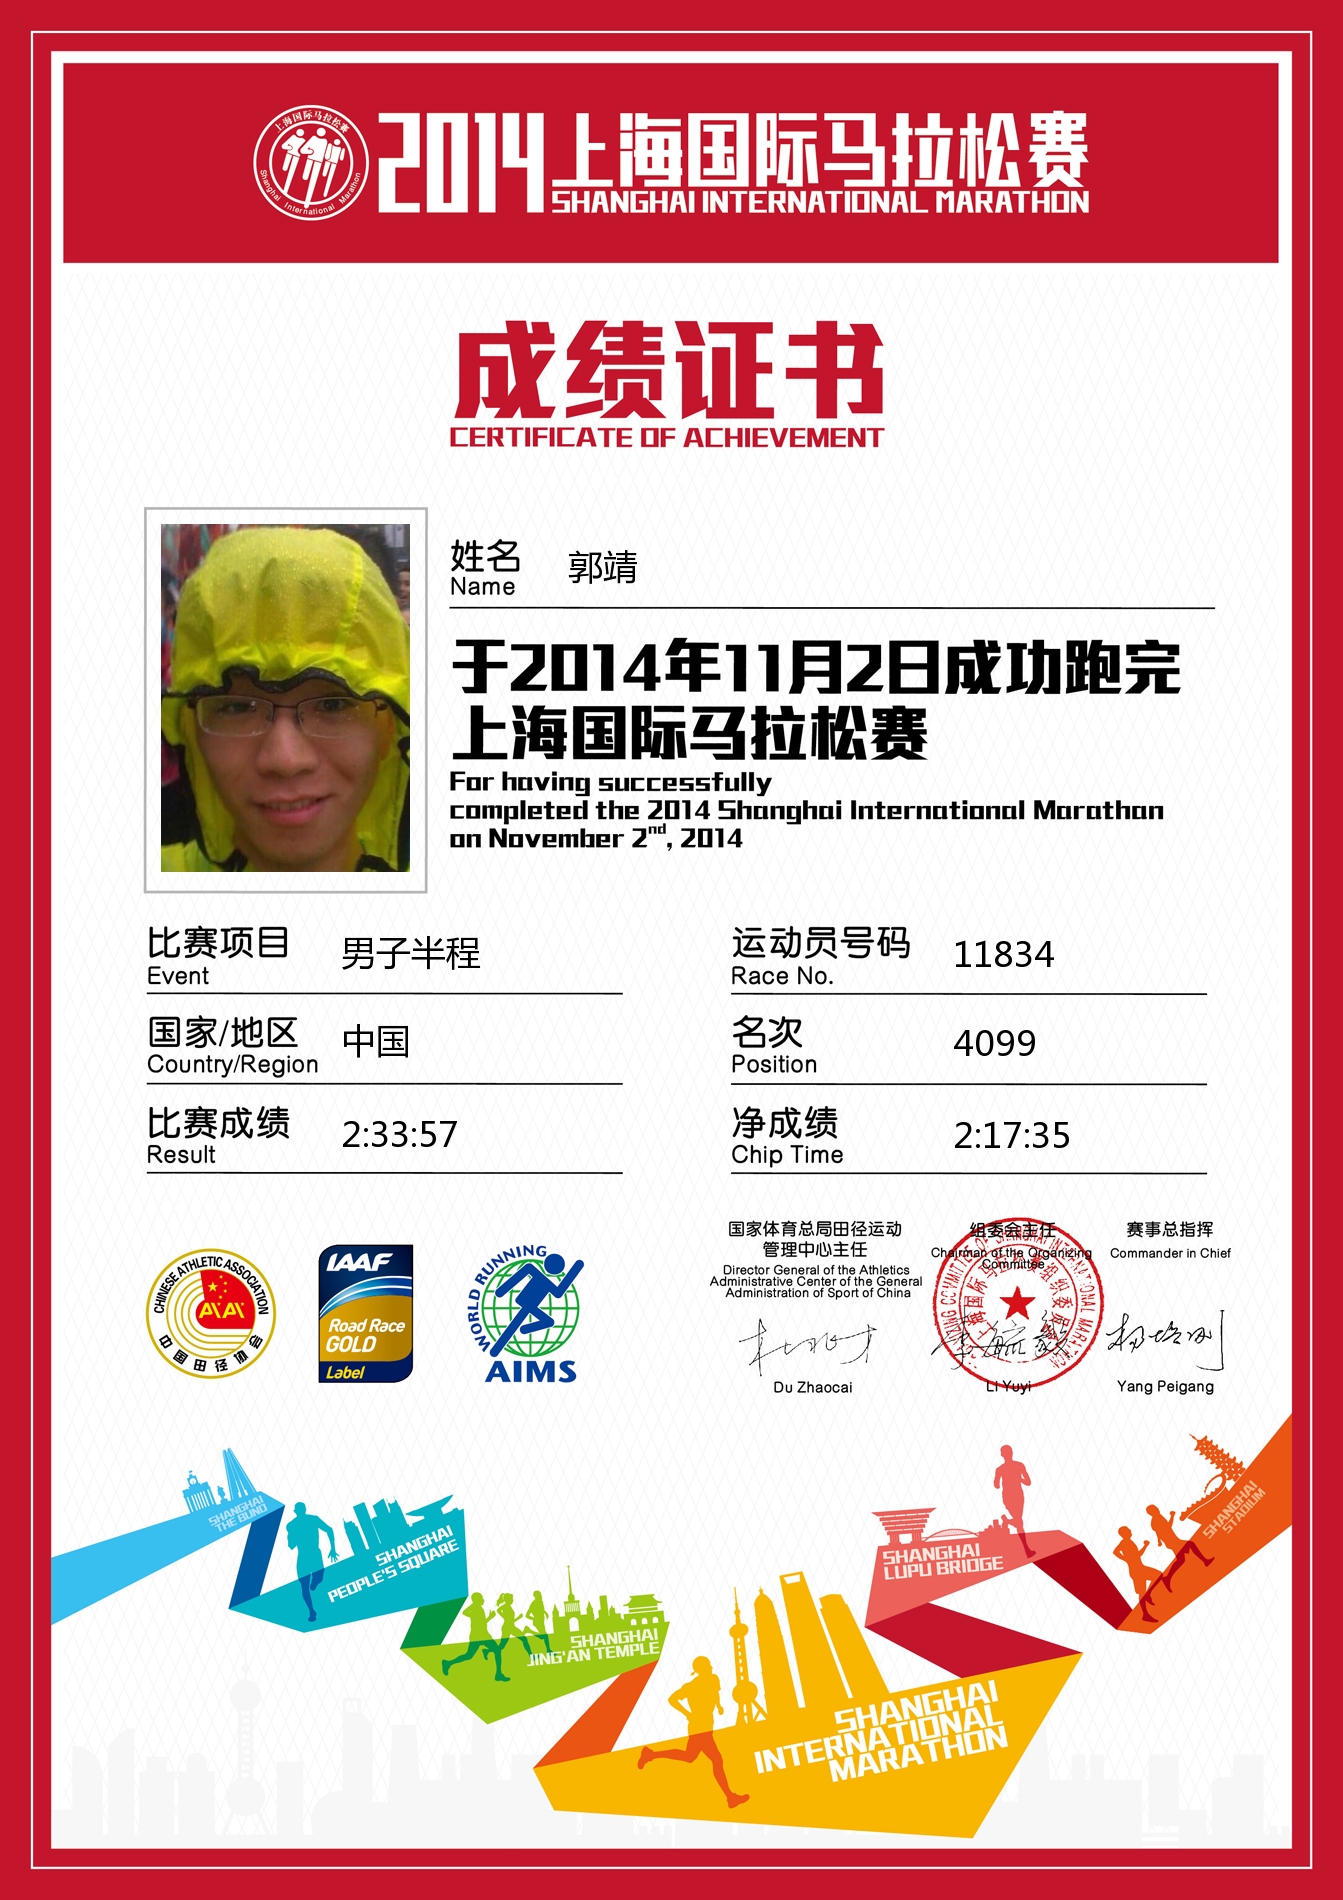 上海国际马拉松赛
Shanghai International Marathon
2014上海国际马拉松赛
SHANGHAI INTERNATIONAL MARATHON
成绩证书
CERTIFICATE OF ACHIEVEMENT
姓名 郭靖
Name
于2014年11月2日成功跑完
上海国际马拉松赛
For having successfully
completed the 2014 Shanghai International Marathan
on November 2nd, 2014
比赛项目 男子半程
Event
运动员号码 11834
Race No.
国家/地区 中国
Country/Region
名次 4099
Position
比赛成绩 2:33:57
Result
净成绩 2:17:35
Chip Time
CHINESE ATHLETIC ASSOCIATION
中国田径协会
IAAF
Road Race
GOLD
Label
WORLD RUNNING
AIMS
国家体育总局田径运动
管理中心主任
Director General of the Athletics
Administrative Center of the General
Administration of Sport of China
Du Zhaocai
组委会主任
Chairman of the Organizing
Committee
Li Yuyi
赛事总指挥
Commander in Chief
Yang Peigang
SHANGHAI
THE BUND
SHANGHAI
PEOPLE'S SQUARE
SHANGHAI
JING'AN TEMPLE
SHANGHAI
INTERNATIONAL
MARATHON
SHANGHAI
LUPU BRIDGE
SHANGHAI
STADIUM